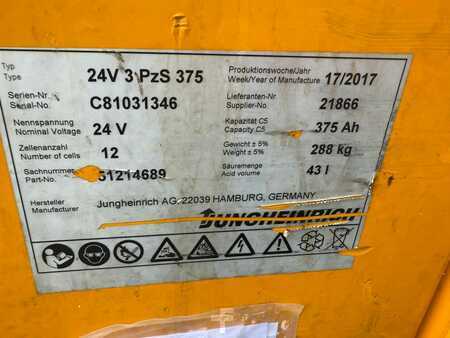 Typ
Type
24V 3 PzS 375
Produktionswoche/Jahr
Week/Year of Manufacture
17/2017
Serien-Nr.
Serial-No.
C81031346
Lieferanten-Nr.
Supplier-No.
21866
Nennspannung
Nominal Voltage
24 V
Kapazität C5
Capacity C5
375 Ah
Zellenanzahl
Number of cells
12
Gewicht ± 5%
Weight ± 5%
288 kg
Sachnummer
Part-No.
51214689
Säuremenge
Acid volume
43 l
Hersteller
Manufacturer
Jungheinrich AG, 22039 HAMBURG, GERMANY
JUNGHEINRICH